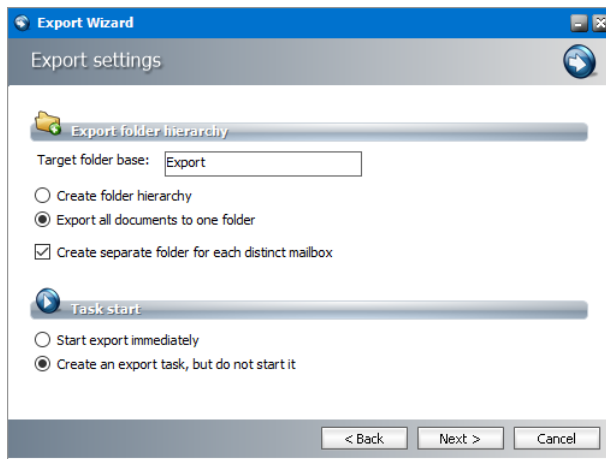 Export Wizard
Export settings
Export folder hierarchy
Target folder base: Export
Create folder hierarchy
Export all documents to one folder
Create separate folder for each distinct mailbox
Task start
Start export immediately
Create an export task, but do not start it
< Back Next > Cancel